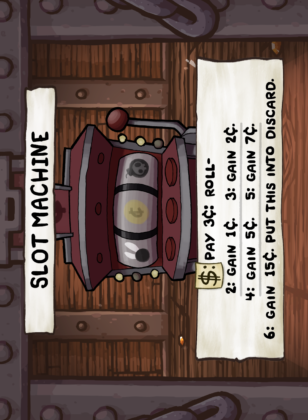 SLOT MACHINE
$: PAY 3¢: ROLL-
2: GAIN 1¢. 3: GAIN 2¢.
4: GAIN 5¢. 5: GAIN 7¢.
6: GAIN 15¢. PUT THIS INTO DISCARD.